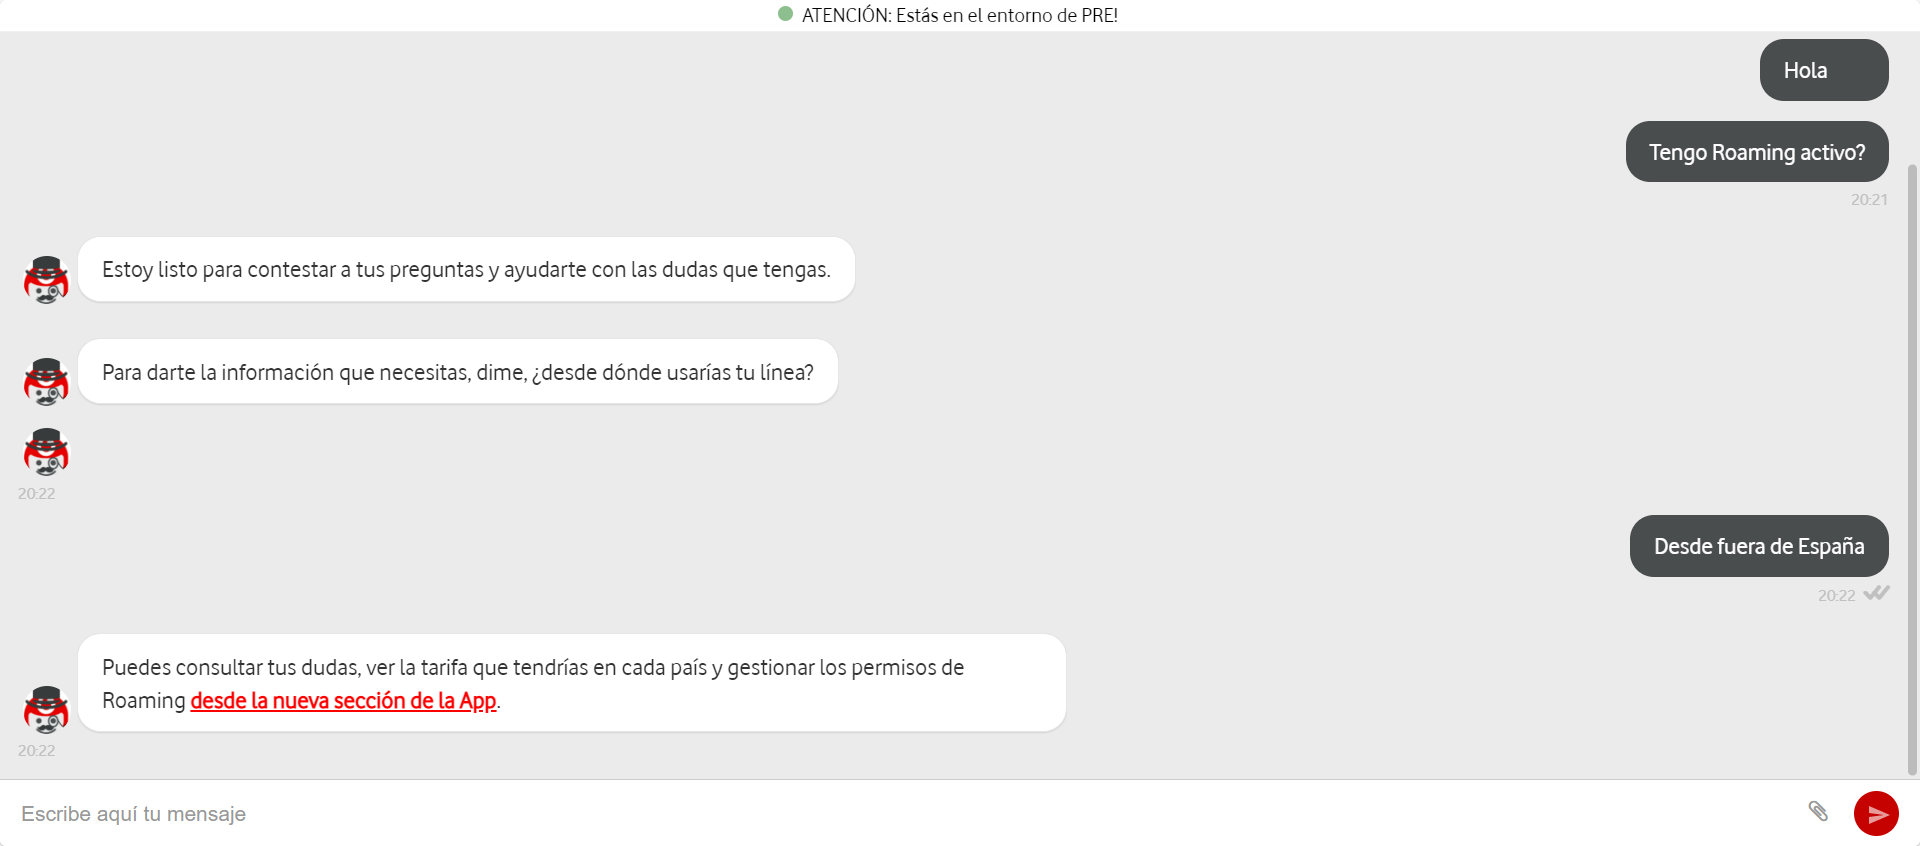 ATENCIÓN: Estás en el entorno de PRE!
Hola
Tengo Roaming activo?
20:21
Estoy listo para contestar a tus preguntas y ayudarte con las dudas que tengas.
Para darte la información que necesitas, dime, ¿desde dónde usarías tu línea?
20:22
Desde fuera de España
20:22
Puedes consultar tus dudas, ver la tarifa que tendrías en cada país y gestionar los permisos de
Roaming desde la nueva sección de la App.
20:22
Escribe aquí tu mensaje